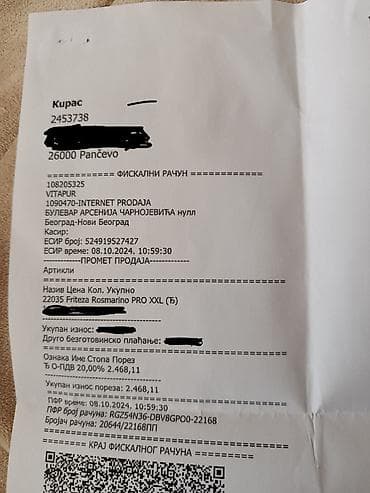 Kupac
2453738
26000 Pančevo
============= ФИСКАЛНИ РАЧУН =============
108205325
VITAPUR
1090470-INTERNET PRODAJA
БУЛЕВАР АРСЕНИЈА ЧАРНОЈЕВИЋА нулл
Београд-Нови Београд
Касир:
ЕСИР број: 524919S27427
ЕСИР време: 08.10.2024, 10:59:30
-------------ПРОМЕТ ПРОДАЈА-------------
Артикли
========================================
Назив Цена Кол. Укупно
22035 Friteza Rosmarino PRO XXL (Ђ)
----------------------------------------
Укупан износ:
Друго безготовинско плаћање:
========================================
Ознака Име Стопа Порез
Ђ О-ПДВ 20,00% 2.468,11
----------------------------------------
Укупан износ пореза: 2.468,11
========================================
ПФР време: 08.10.2024, 10:59:30
ПФР број рачуна: RGZ54N36-DBV8GPO0-22168
Бројач рачуна: 20644/22168ПП
========================================
======== КРАЈ ФИСКАЛНОГ РАЧУНА ========